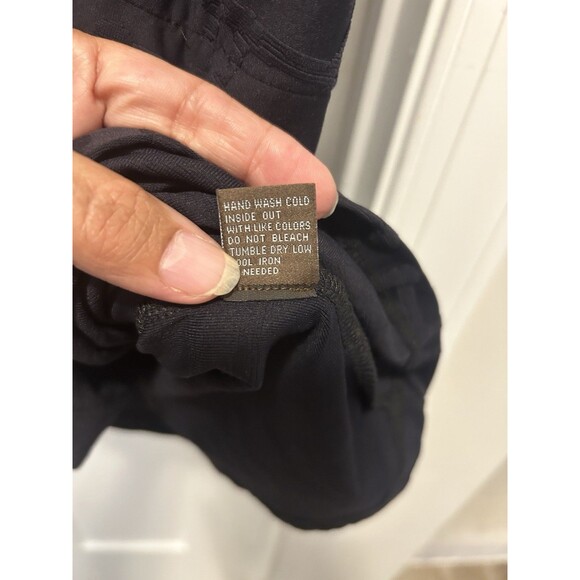 HAND WASH COLD
INSIDE OUT
WITH LIKE COLORS
DO NOT BLEACH
TUMBLE DRY LOW
OOL IRON
NEEDED